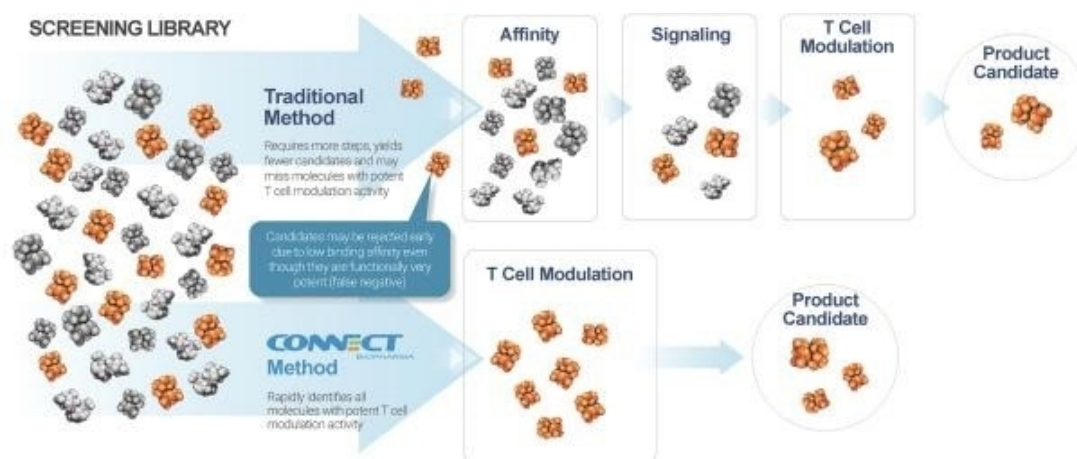 SCREENING LIBRARY
Traditional
Method
Requires more steps, yields
fewer candidates and may
miss molecules with potent
T cell modulation activity
Candidates may be rejected early
due to low binding affinity even
though they are functionally very
potent (false negative)
Affinity
Signaling
T Cell
Modulation
Product
Candidate
CONNECT
BIOPHARMA
Method
Rapidly identifies all
molecules with potent T cell
modulation activity
T Cell Modulation
Product
Candidate